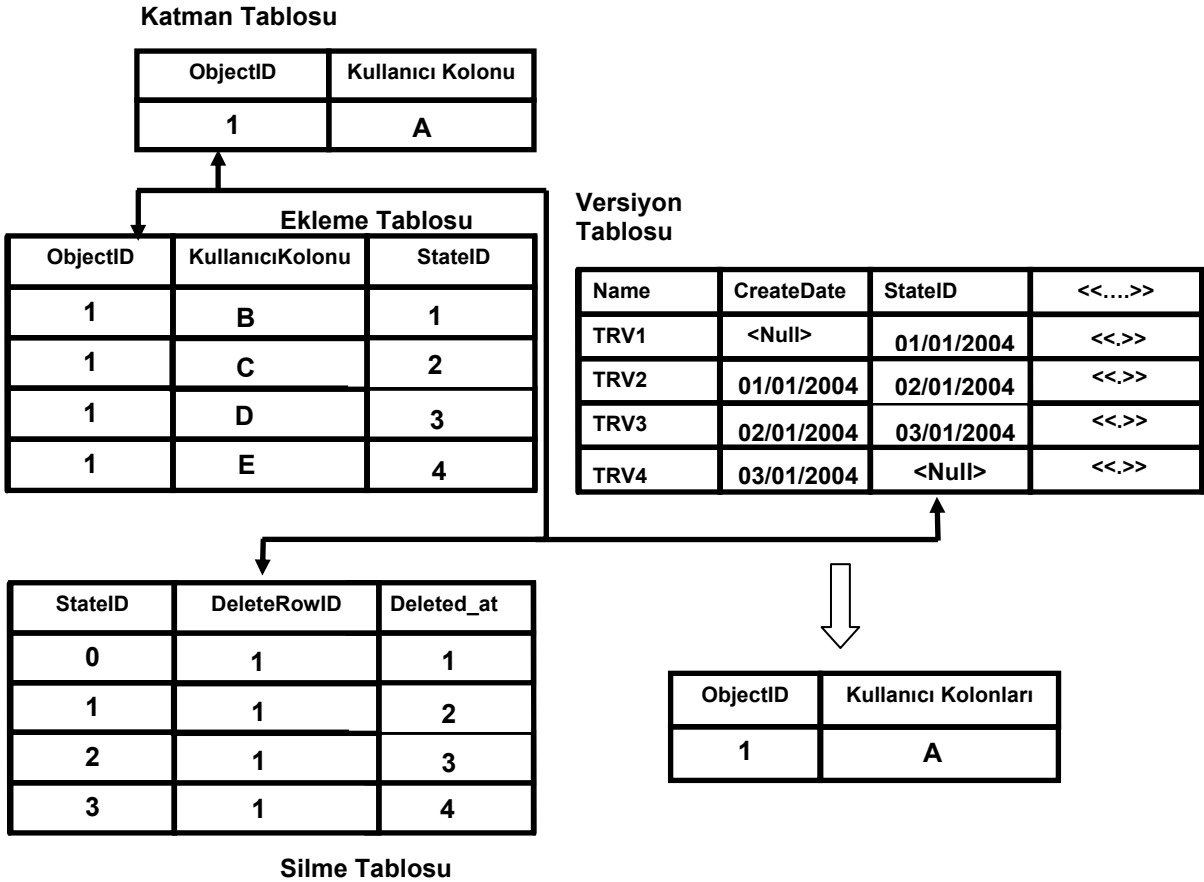 Katman Tablosu
ObjectID Kullanıcı Kolonu
1 A
Ekleme Tablosu
ObjectID KullanıcıKolonu StateID
1 B 1
1 C 2
1 D 3
1 E 4
Versiyon
Tablosu
Name CreateDate StateID <<....>>
TRV1 <Null> 01/01/2004 <<.>>
TRV2 01/01/2004 02/01/2004 <<.>>
TRV3 02/01/2004 03/01/2004 <<.>>
TRV4 03/01/2004 <Null> <<.>>
StateID DeleteRowID Deleted_at
0 1 1
1 1 2
2 1 3
3 1 4
Silme Tablosu
ObjectID Kullanıcı Kolonları
1 A